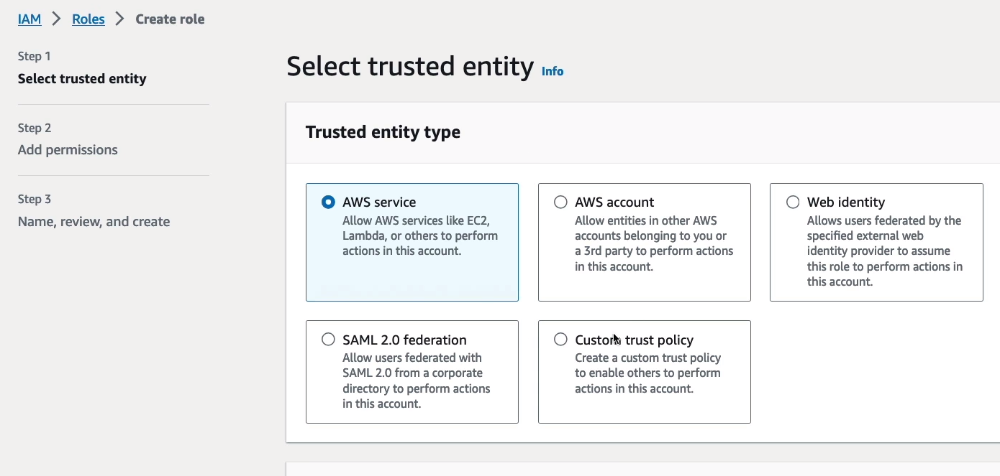 IAM > Roles > Create role
Step 1
Select trusted entity
Step 2
Add permissions
Step 3
Name, review, and create
Select trusted entity Info
Trusted entity type
AWS service
Allow AWS services like EC2,
Lambda, or others to perform
actions in this account.
AWS account
Allow entities in other AWS
accounts belonging to you or
a 3rd party to perform actions
in this account.
Web identity
Allows users federated by the
specified external web
identity provider to assume
this role to perform actions in
this account.
SAML 2.0 federation
Allow users federated with
SAML 2.0 from a corporate
directory to perform actions
in this account.
Custom trust policy
Create a custom trust policy
to enable others to perform
actions in this account.